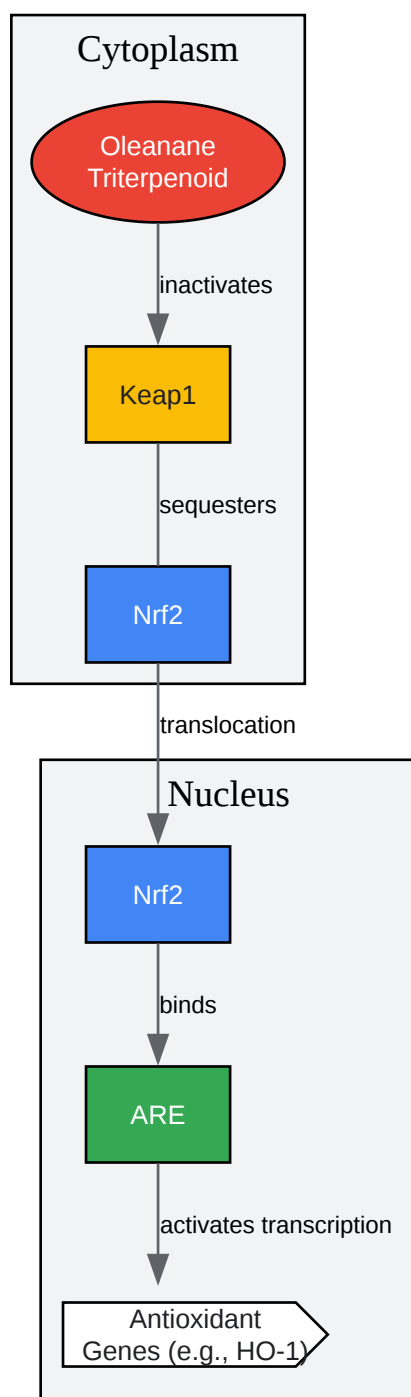 Cytoplasm
Oleanane
Triterpenoid
inactivates
Keap1
sequesters
Nrf2
translocation
Nucleus
Nrf2
binds
ARE
activates transcription
Antioxidant
Genes (e.g., HO-1)